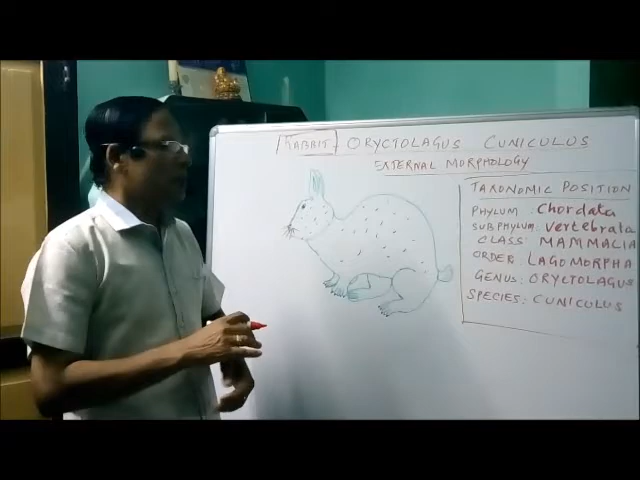 RABBIT ORYCTOLAGUS CUNICULUS
EXTERNAL MORPHOLOGY
TAXONOMIC POSITION
PHYLUM : Chordata
SUBPHYLUM : Vertebrata
CLASS : MAMMACIA
ORDER : LAGOMORPHA
GENUS : ORYCTOLAGUS
SPECIES : CUNICULUS